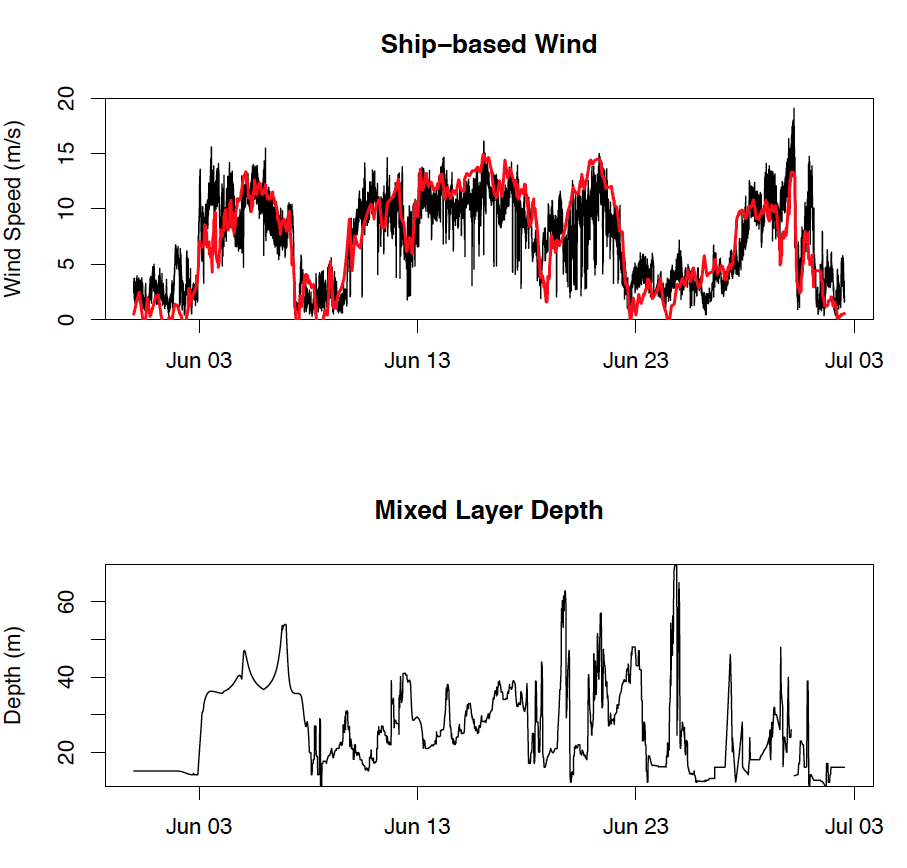 Ship−based Wind
Wind Speed (m/s)
20
15
10
5
0
Jun 03 Jun 13 Jun 23 Jul 03
Mixed Layer Depth
Depth (m)
60
40
20
Jun 03 Jun 13 Jun 23 Jul 03